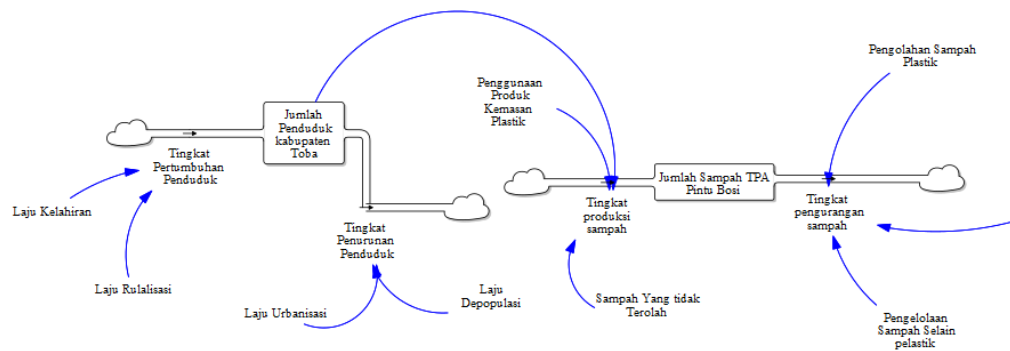 Pengolahan Sampah
Plastik
Penggunaan
Produk
Kemasan
Plastik
Jumlah
Penduduk
kabupaten
Toba
Tingkat
Pertumbuhan
Penduduk
Jumlah Sampah TPA
Pintu Bosi
Tingkat
produksi
sampah
Tingkat
pengurangan
sampah
Laju Kelahiran
Tingkat
Penurunan
Penduduk
Laju Rulalisasi
Laju
Depopulasi
Sampah Yang tidak
Terolah
Laju Urbanisasi
Pengelolaan
Sampah Selain
pelastik